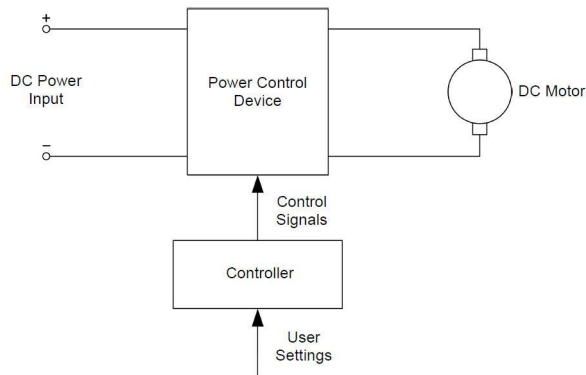 +
DC Power
Input
–
Power Control
Device
DC Motor
Control
Signals
Controller
User
Settings